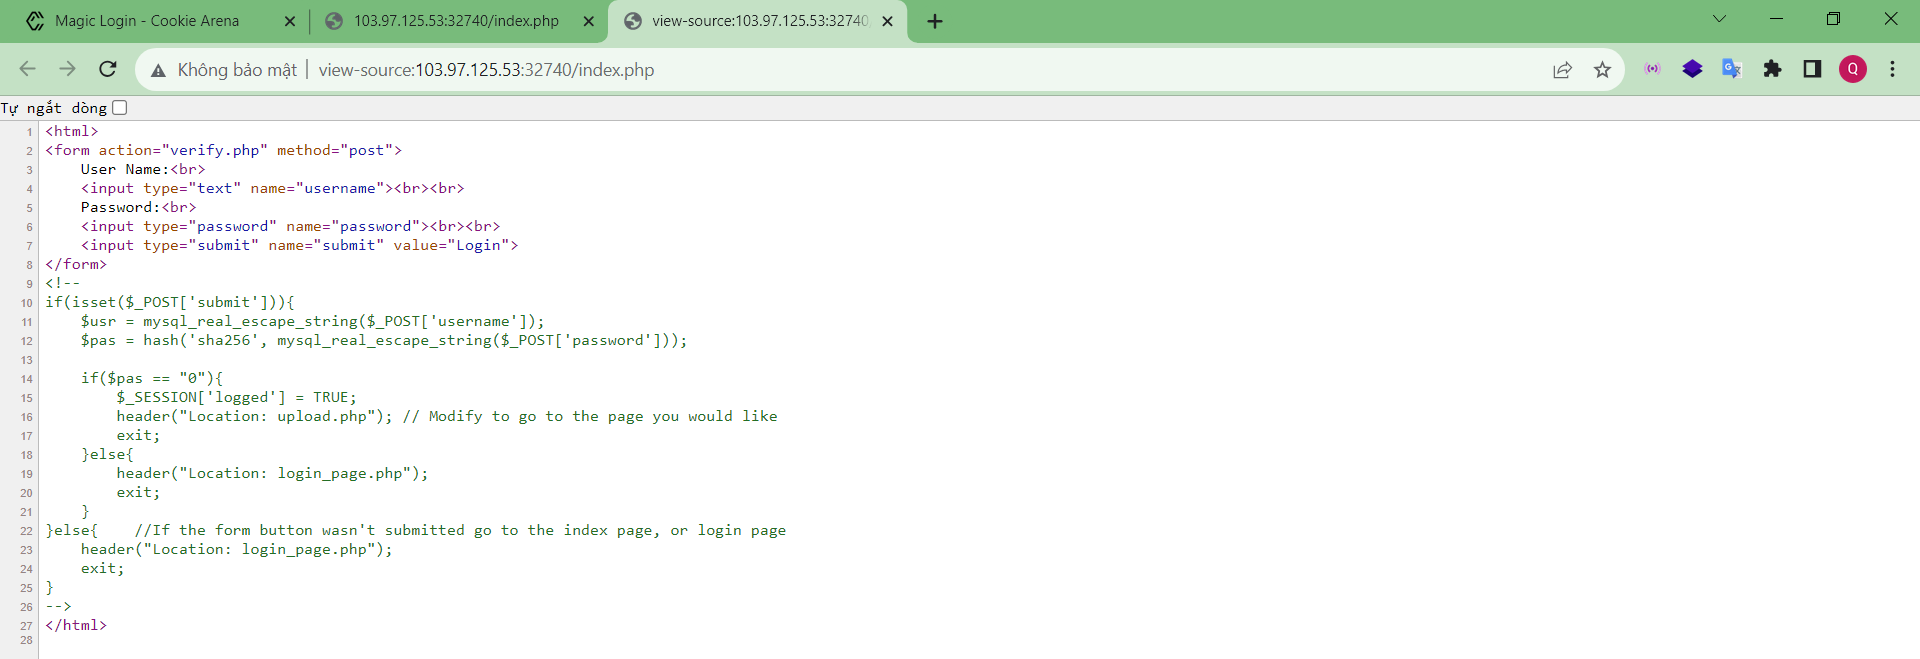 Magic Login - Cookie Arena
103.97.125.53:32740/index.php
view-source:103.97.125.53:32740
Không bảo mật
view-source:103.97.125.53:32740/index.php
Q
Tự ngắt dòng
1 <html>
2 <form action="verify.php" method="post">
3     User Name:<br>
4     <input type="text" name="username"><br><br>
5     Password:<br>
6     <input type="password" name="password"><br><br>
7     <input type="submit" name="submit" value="Login">
8 </form>
9 <!--
10 if(isset($_POST['submit'])){
11     $usr = mysql_real_escape_string($_POST['username']);
12     $pas = hash('sha256', mysql_real_escape_string($_POST['password']));
13
14     if($pas == "0"){
15         $_SESSION['logged'] = TRUE;
16         header("Location: upload.php"); // Modify to go to the page you would like
17         exit;
18     }else{
19         header("Location: login_page.php");
20         exit;
21     }
22 }else{    //If the form button wasn't submitted go to the index page, or login page
23     header("Location: login_page.php");
24     exit;
25 }
26 -->
27 </html>
28